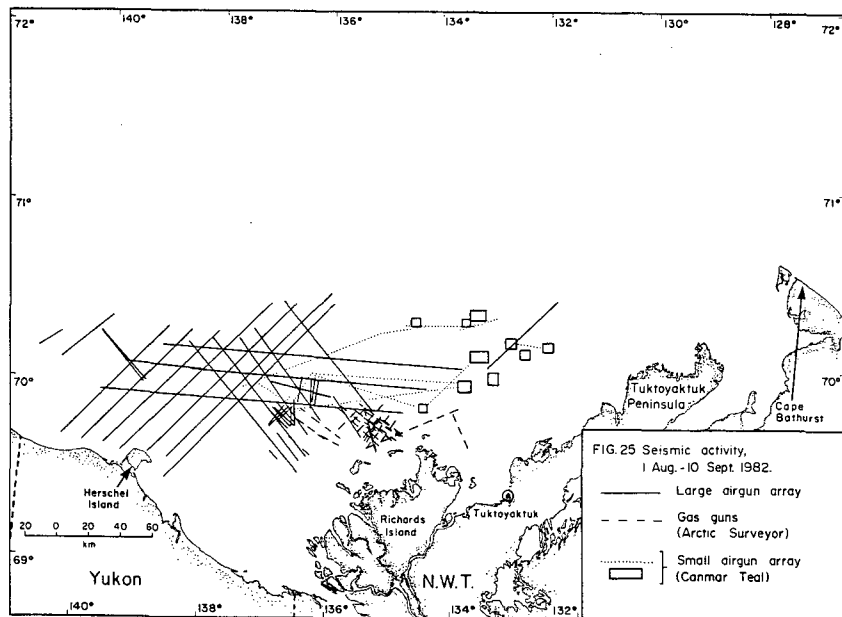 72° 140° 138° 136° 134° 132° 130° 128° 126° 72°
71° 71°
70° 70°
Tuktoyaktuk
Peninsula
Cape
Bathurst
Herschel
Island
20 0 20 40 60
km
Richards
Island
Tuktoyaktuk
69°
Yukon
N.W.T.
140° 138° 136° 134° 132°
FIG. 25 Seismic activity,
1 Aug. - 10 Sept. 1982.
Large airgun array
Gas guns
(Arctic Surveyor)
Small airgun array
(Canmar Teal)